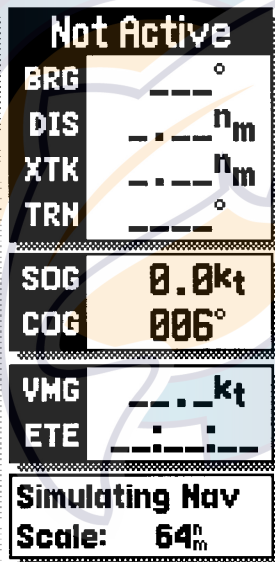 Not Active
BRG ___°
DIS _.__nm
XTK _.__nm
TRN ____°
SOG 0.0kt
COG 006°
VMG __._kt
ETE __:__:__
Simulating Nav
Scale: 64nm